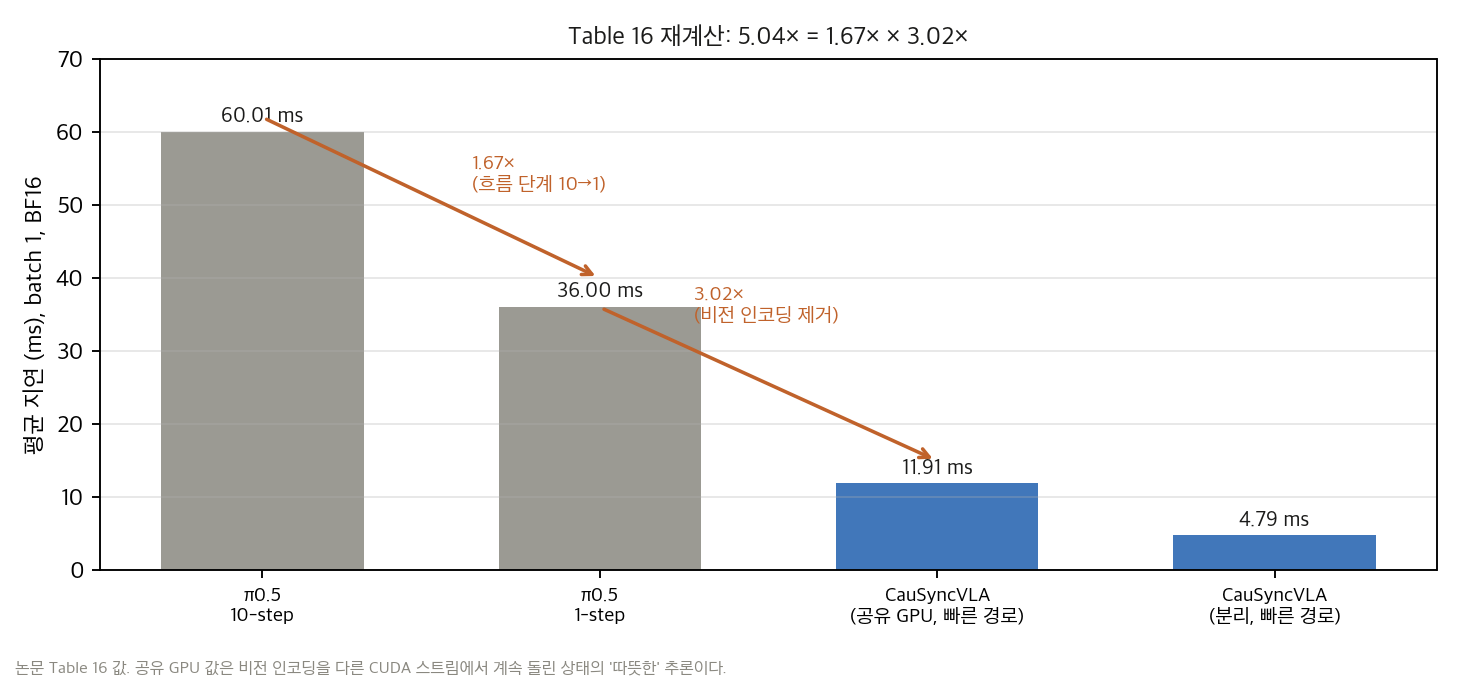 Table 16 재계산: 5.04× = 1.67× × 3.02×
평균 지연 (ms), batch 1, BF16
70
60
50
40
30
20
10
0
60.01 ms
1.67×
(흐름 단계 10→1)
36.00 ms
3.02×
(비전 인코딩 제거)
11.91 ms
4.79 ms
π0.5
10-step
π0.5
1-step
CauSyncVLA
(공유 GPU, 빠른 경로)
CauSyncVLA
(분리, 빠른 경로)
논문 Table 16 값. 공유 GPU 값은 비전 인코딩을 다른 CUDA 스트림에서 계속 돌린 상태의 '따뜻한' 추론이다.